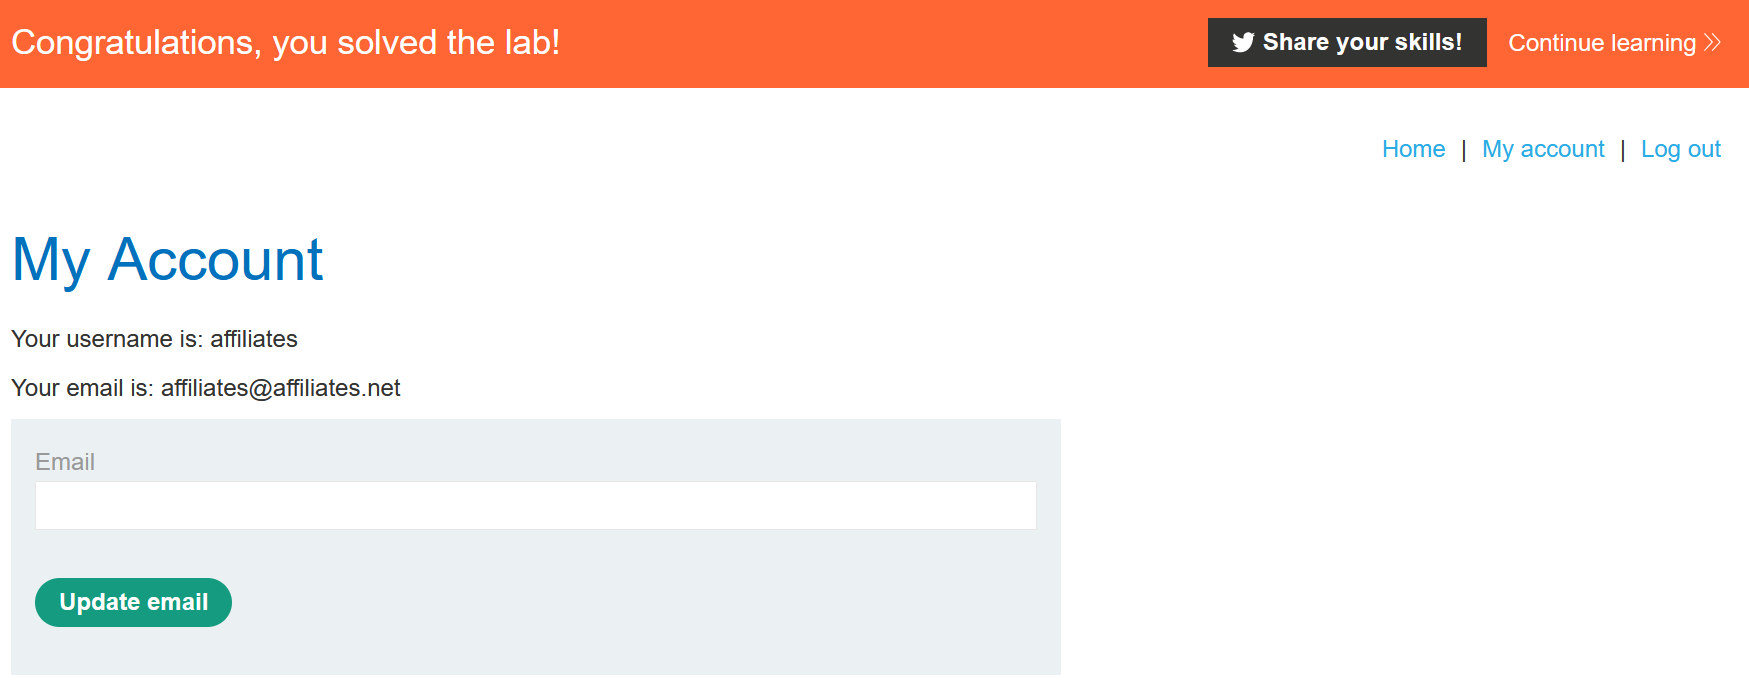 Congratulations, you solved the lab!
Share your skills!
Continue learning
Home | My account | Log out
My Account
Your username is: affiliates
Your email is: affiliates@affiliates.net
Email
Update email